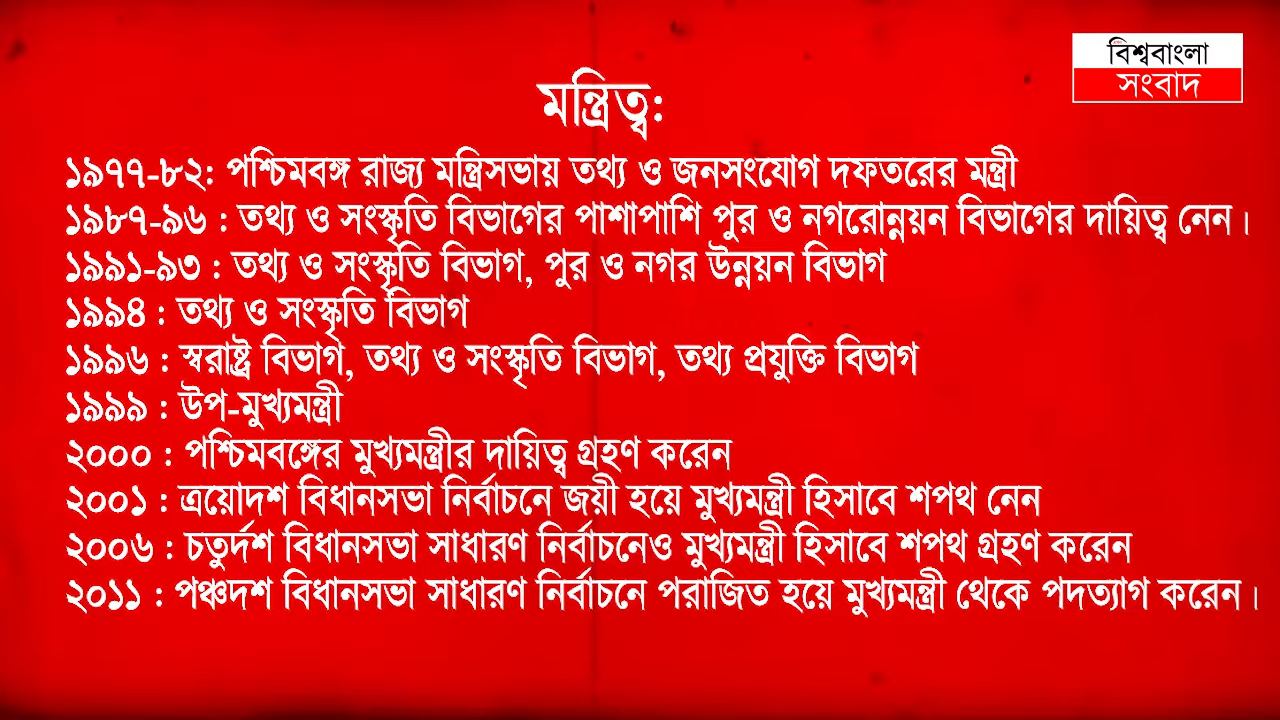 বিশ্ববাংলা
সংবাদ
মন্ত্রিত্ব:
১৯৭৭-৮২: পশ্চিমবঙ্গ রাজ্য মন্ত্রিসভায় তথ্য ও জনসংযোগ দফতরের মন্ত্রী
১৯৮৭-৯৬ : তথ্য ও সংস্কৃতি বিভাগের পাশাপাশি পুর ও নগরোন্নয়ন বিভাগের দায়িত্ব নেন।
১৯৯১-৯৩ : তথ্য ও সংস্কৃতি বিভাগ, পুর ও নগর উন্নয়ন বিভাগ
১৯৯৪ : তথ্য ও সংস্কৃতি বিভাগ
১৯৯৬ : স্বরাষ্ট্র বিভাগ, তথ্য ও সংস্কৃতি বিভাগ, তথ্য প্রযুক্তি বিভাগ
১৯৯৯ : উপ-মুখ্যমন্ত্রী
২০০০ : পশ্চিমবঙ্গের মুখ্যমন্ত্রীর দায়িত্ব গ্রহণ করেন
২০০১ : ত্রয়োদশ বিধানসভা নির্বাচনে জয়ী হয়ে মুখ্যমন্ত্রী হিসাবে শপথ নেন
২০০৬ : চতুর্দশ বিধানসভা সাধারণ নির্বাচনেও মুখ্যমন্ত্রী হিসাবে শপথ গ্রহণ করেন
২০১১ : পঞ্চদশ বিধানসভা সাধারণ নির্বাচনে পরাজিত হয়ে মুখ্যমন্ত্রী থেকে পদত্যাগ করেন।